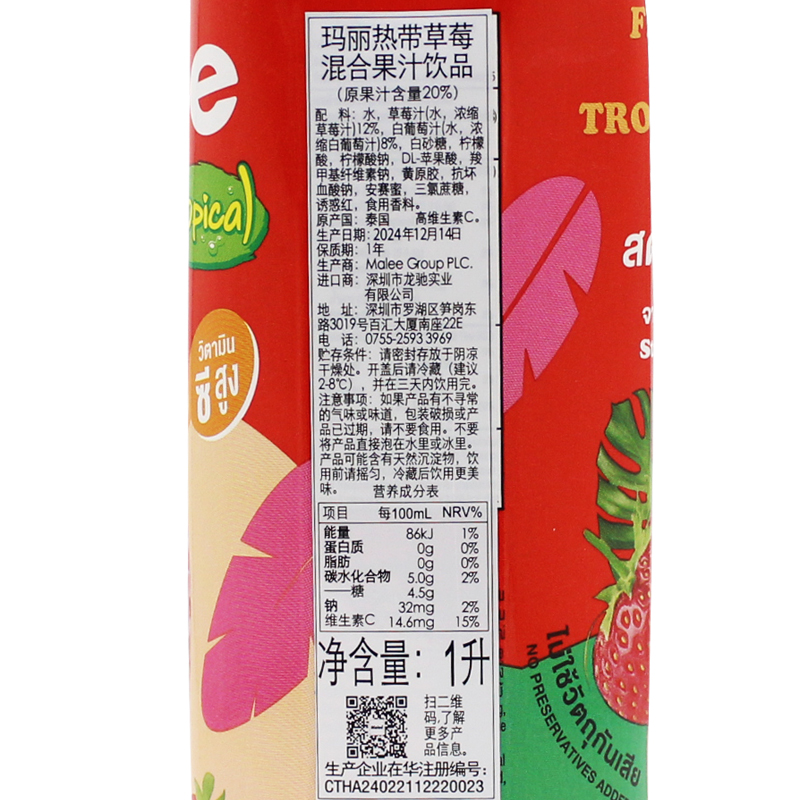 e
pical
วิตามิน
ซี สูง
玛丽热带草莓
混合果汁饮品
(原果汁含量20%)
配 料：水，草莓汁(水，浓缩
草莓汁)12%，白葡萄汁(水，浓
缩白葡萄汁)8%，白砂糖，柠檬
酸，柠檬酸钠，DL-苹果酸，羧
甲基纤维素钠，黄原胶，抗坏
血酸钠，安赛蜜，三氯蔗糖，
诱惑红，食用香料。
原产国：泰国 高维生素C。
生产日期：2024年12月14日
保质期：1年
生产商：Malee Group PLC.
进口商：深圳市龙驰实业
有限公司
地 址：深圳市罗湖区笋岗东
路3019号百汇大厦南座22E
电 话：0755-2593 3969
贮存条件：请密封存放于阴凉
干燥处。开盖后请冷藏（建议
2-8℃），并在三天内饮用完。
注意事项：如果产品有不寻常
的气味或味道，包装破损或产
品已过期，请不要食用。不要
将产品直接泡在水里或冰里。
产品可能含有天然沉淀物，饮
用前请摇匀，冷藏后饮用更美
味。 营养成分表
项目 每100mL NRV%
能量 86kJ 1%
蛋白质 0g 0%
脂肪 0g 0%
碳水化合物 5.0g 2%
——糖 4.5g
钠 32mg 2%
维生素C 14.6mg 15%
净含量：1升
扫二维
码,了解
更多产
品信息。
生产企业在华注册编号：
CTHA24022112220023
F
TRO
ส
ไม่ใช้วัตถุกันเสีย
NO PRESERVATIVES ADDE